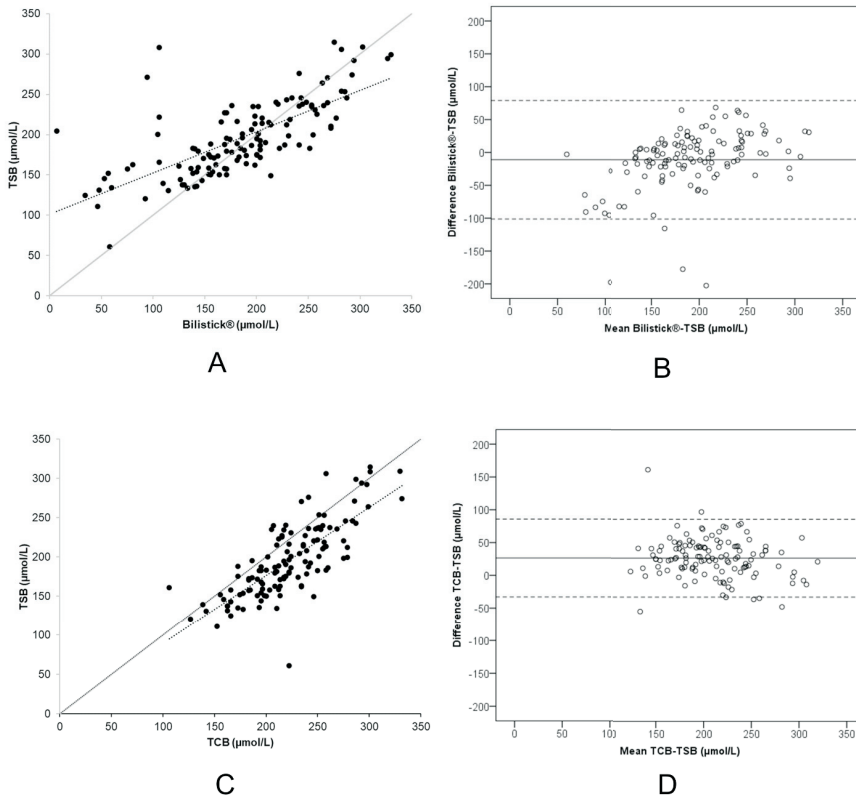 350
300
250
200
150
100
50
0
TSB (µmol/L)
0 50 100 150 200 250 300 350
Bilistick® (µmol/L)
A
200
150
100
50
0
-50
-100
-150
-200
Difference Bilistick®-TSB (µmol/L)
0 50 100 150 200 250 300 350
Mean Bilistick®-TSB (µmol/L)
B
350
300
250
200
150
100
50
0
TSB (µmol/L)
0 50 100 150 200 250 300 350
TCB (µmol/L)
C
200
150
100
50
0
-50
-100
-150
-200
Difference TCB-TSB (µmol/L)
0 50 100 150 200 250 300 350
Mean TCB-TSB (µmol/L)
D